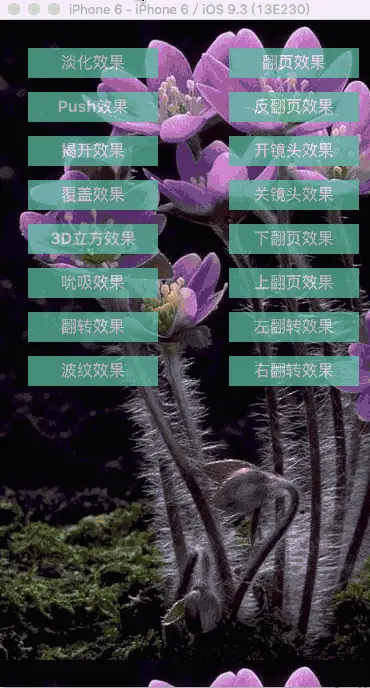 iPhone 6 - iPhone 6 / iOS 9.3 (13E230)
淡化效果 翻页效果
Push效果 反翻页效果
揭开效果 开镜头效果
覆盖效果 关镜头效果
3D立方效果 下翻页效果
吮吸效果 上翻页效果
翻转效果 左翻转效果
波纹效果 右翻转效果